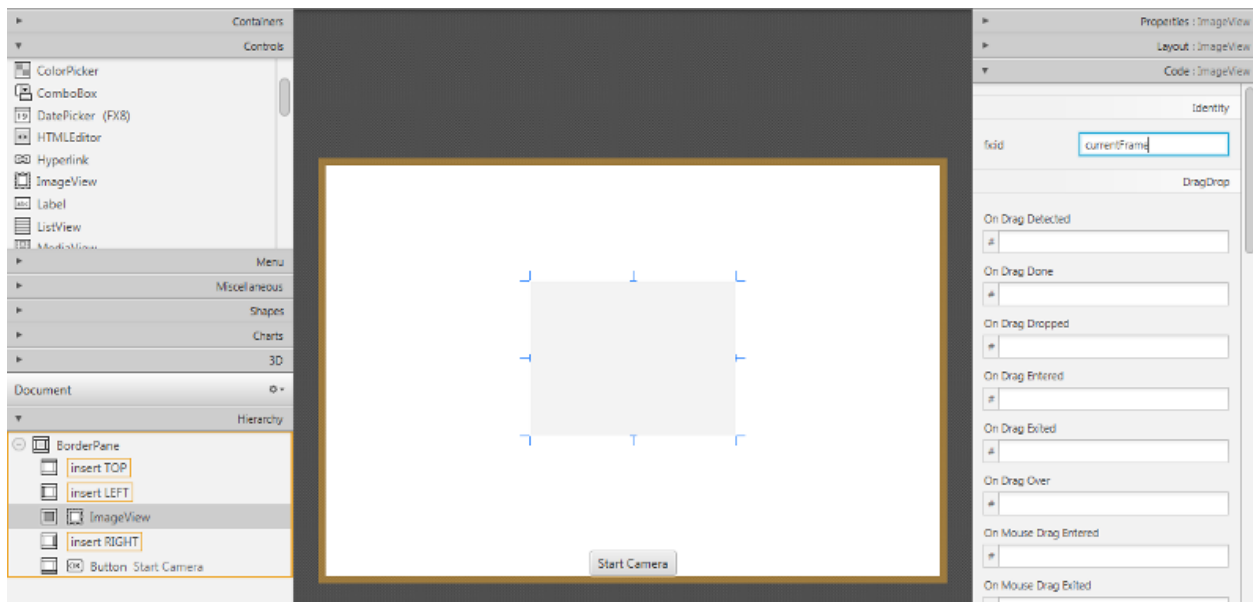 Containers
Controls
ColorPicker
ComboBox
DatePicker (FX8)
HTMLEditor
Hyperlink
ImageView
Label
ListView
MediaView
Menu
Miscellaneous
Shapes
Charts
3D
Document
Hierarchy
BorderPane
insert TOP
insert LEFT
ImageView
insert RIGHT
Button Start Camera
Start Camera
Properties : ImageView
Layout : ImageView
Code : ImageView
Identity
fx:id currentFrame
DragDrop
On Drag Detected
#
On Drag Done
#
On Drag Dropped
#
On Drag Entered
#
On Drag Exited
#
On Drag Over
#
On Mouse Drag Entered
#
On Mouse Drag Exited